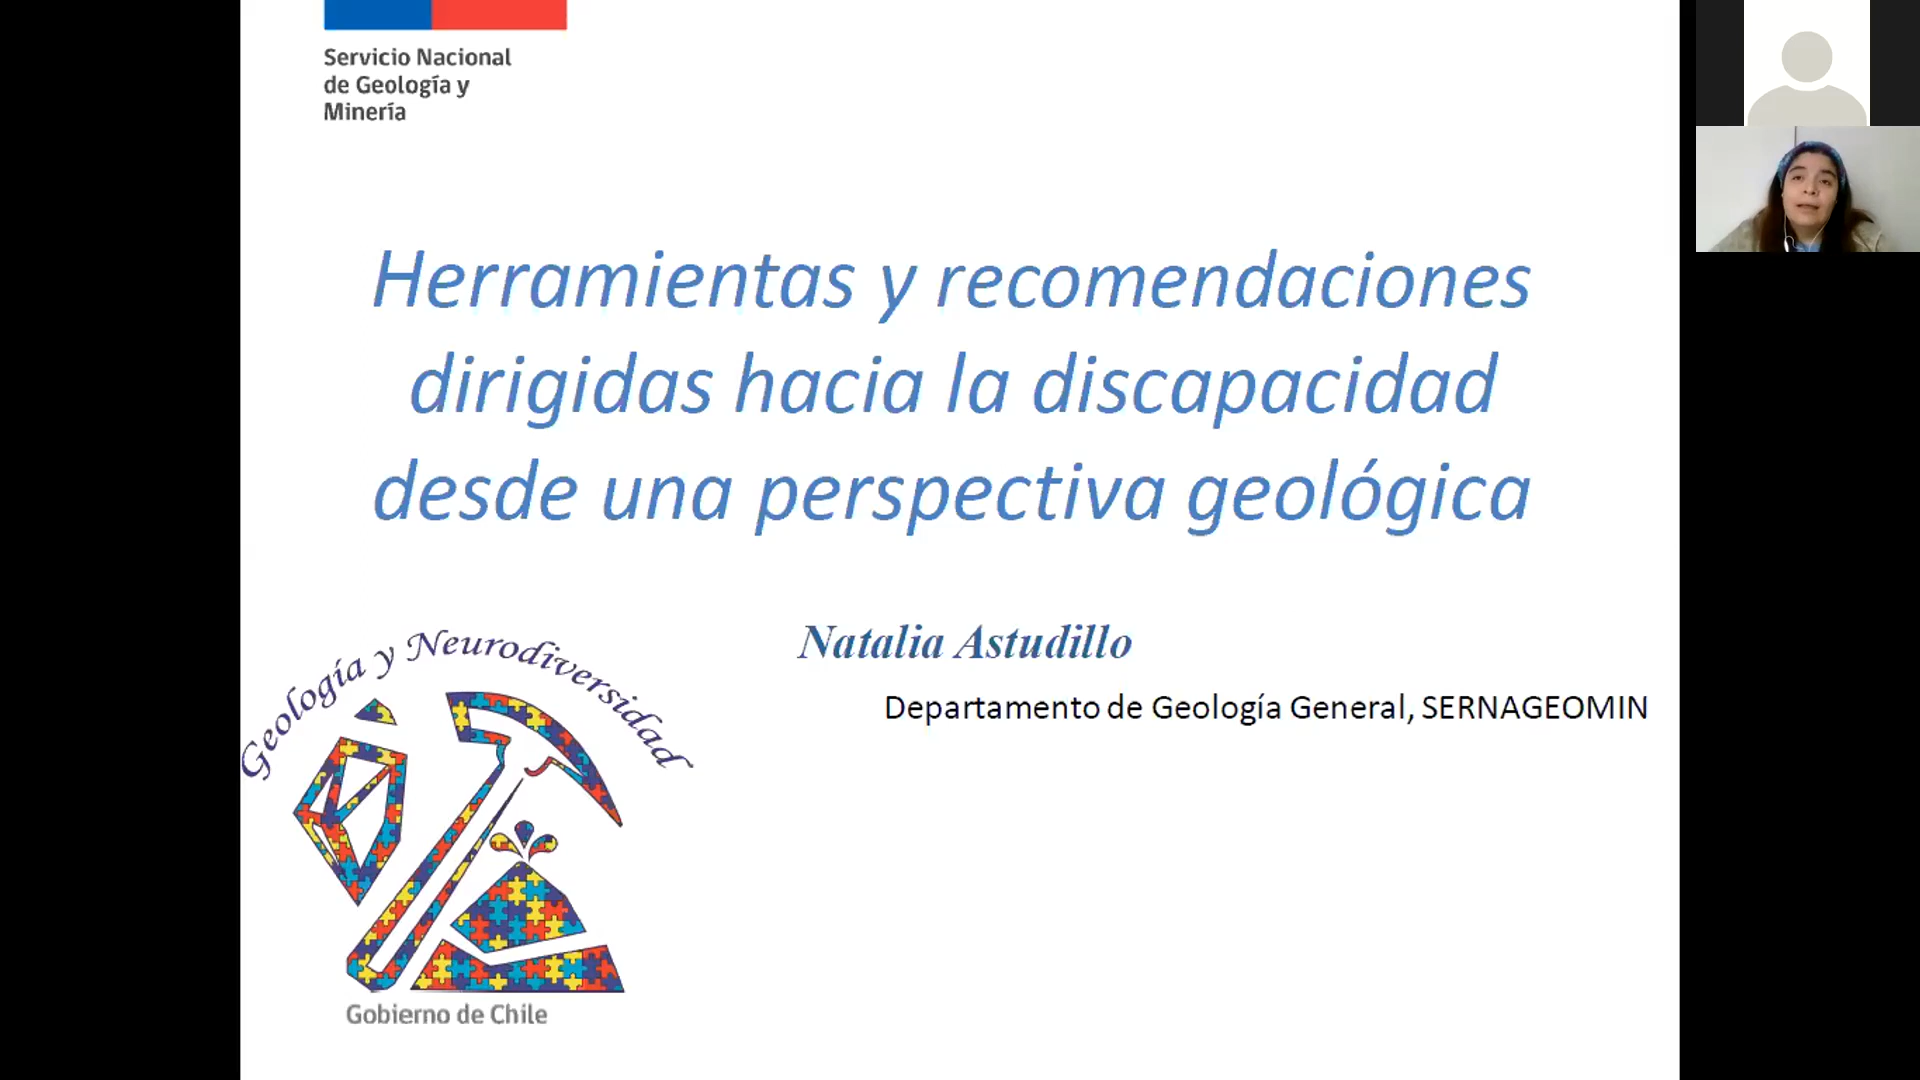 Servicio Nacional
de Geología y
Minería
Herramientas y recomendaciones
dirigidas hacia la discapacidad
desde una perspectiva geológica
Natalia Astudillo
Departamento de Geología General, SERNAGEOMIN
Geología y Neurodiversidad
Gobierno de Chile